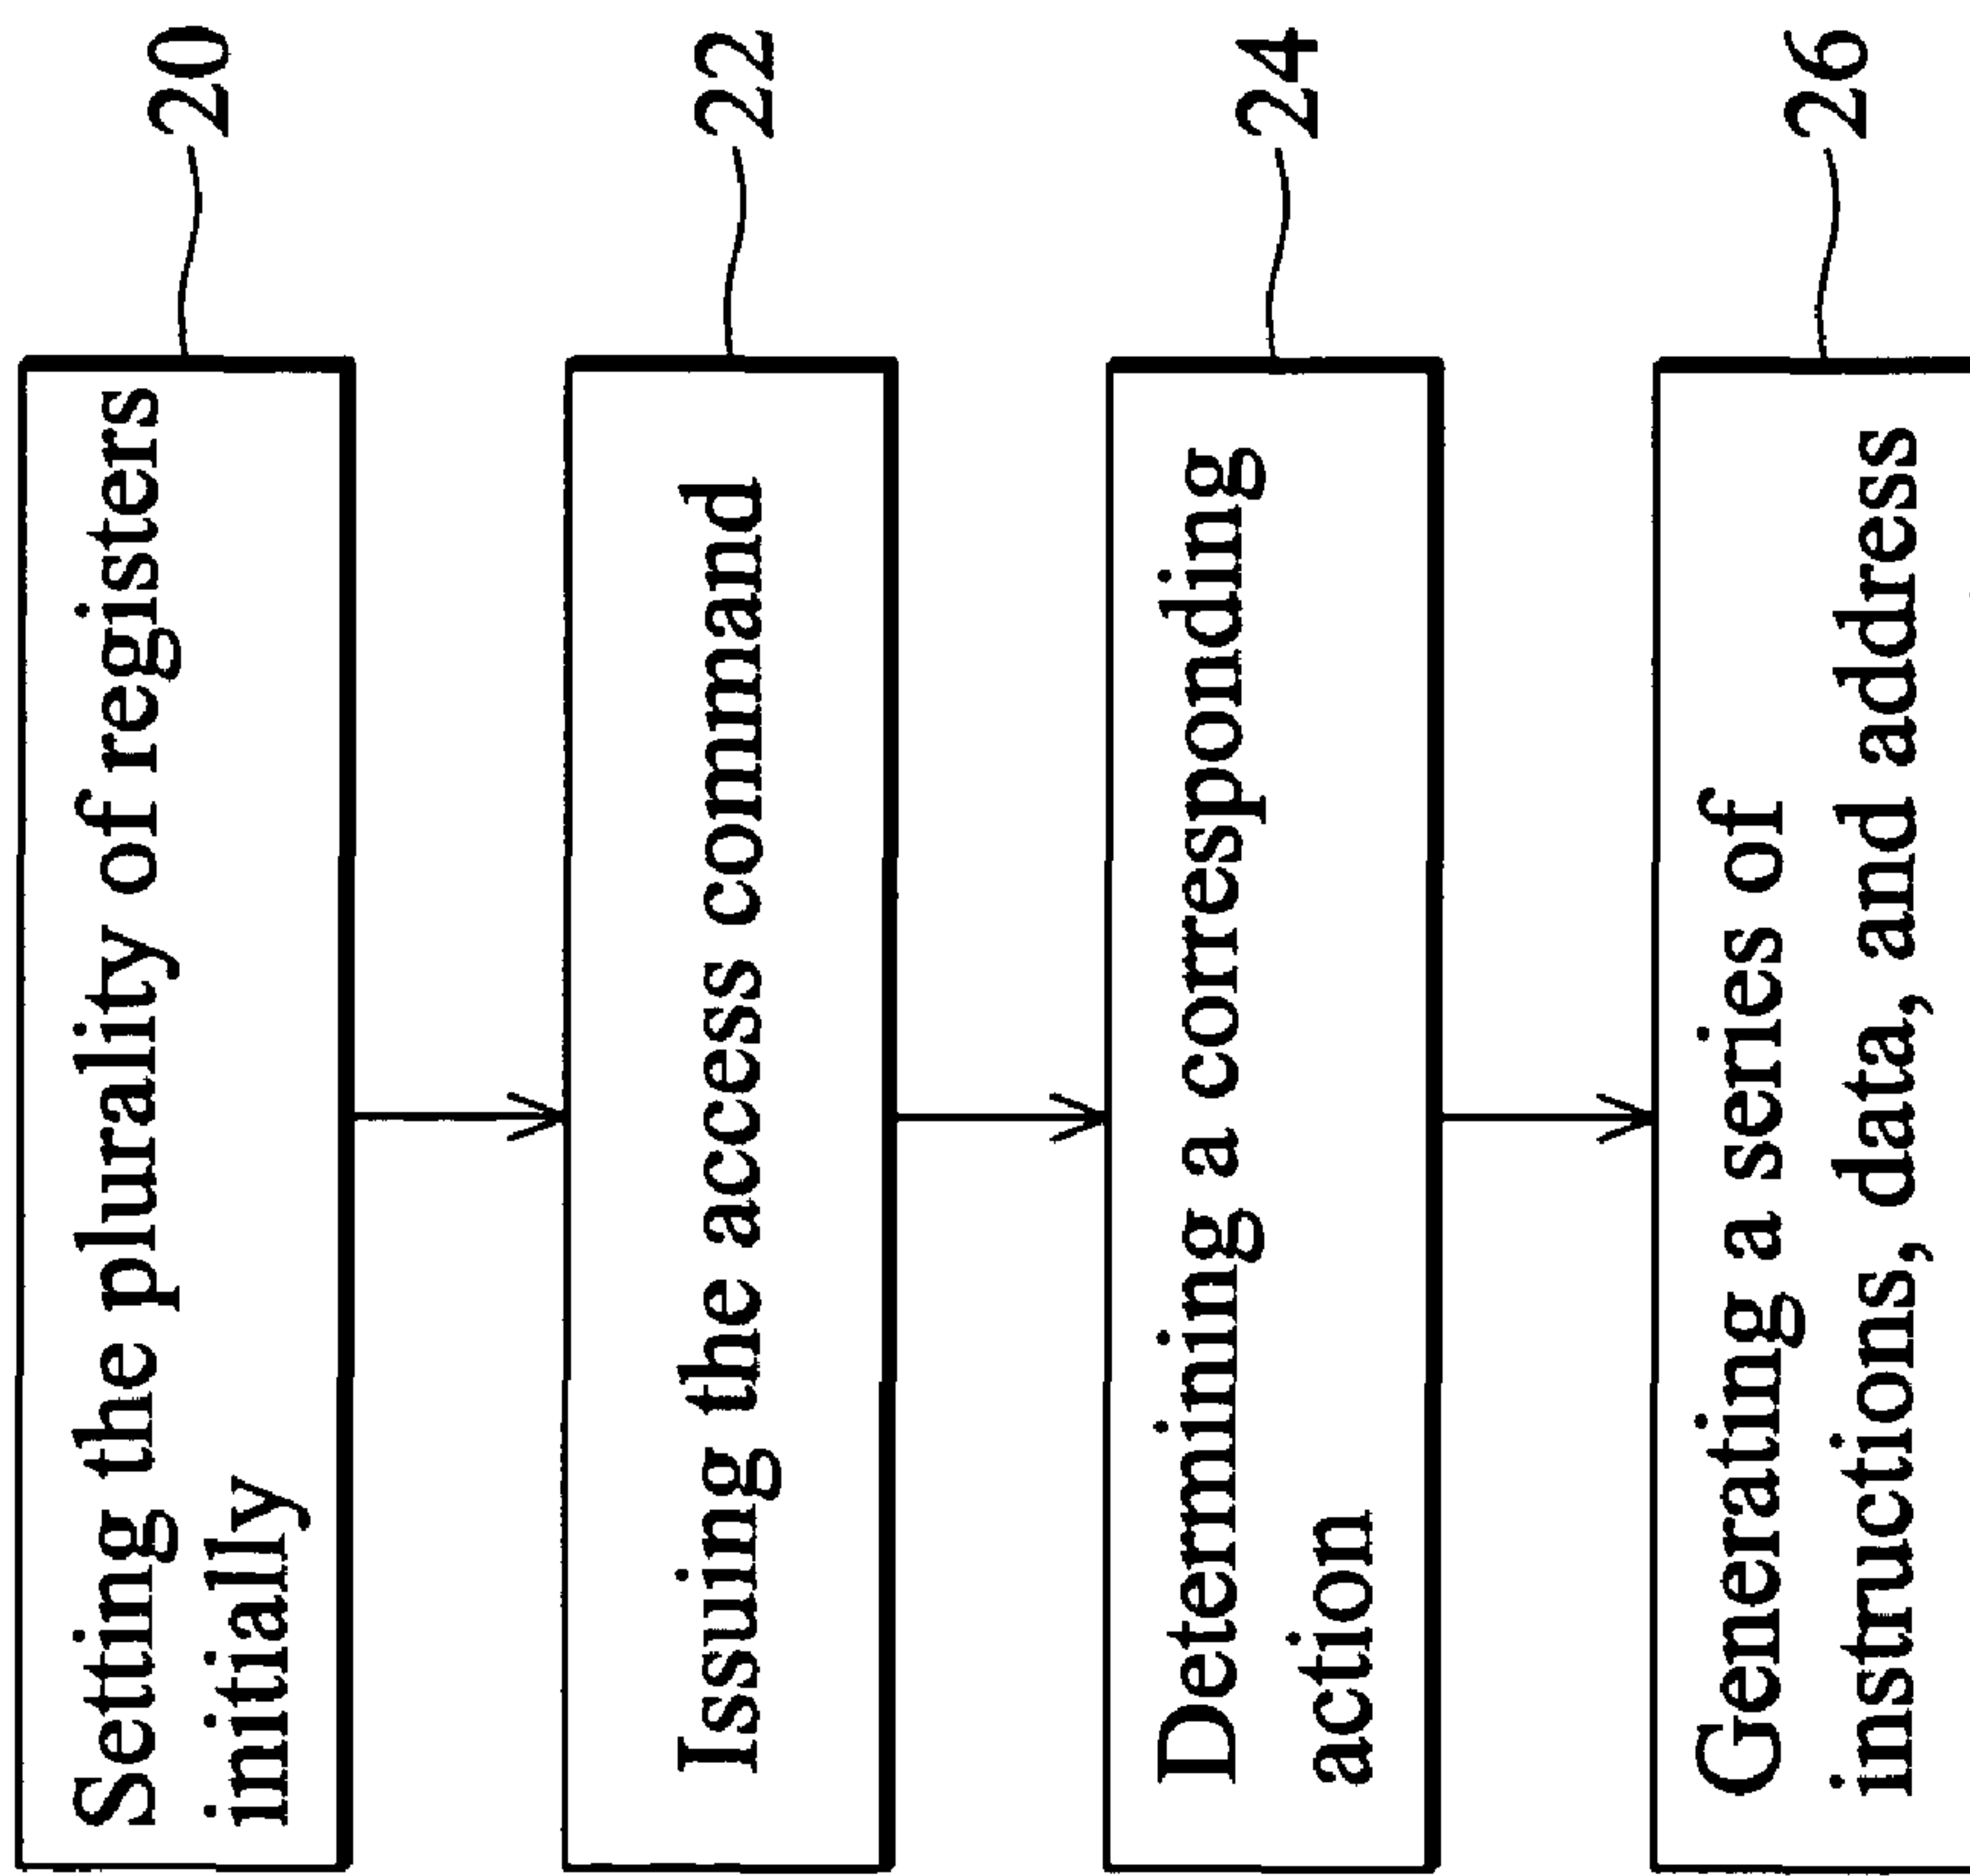 Setting the plurality of registers
initially
20
Issuing the access command
22
Determining a corresponding
action
24
Generating a series of
instructions, data, and address
26